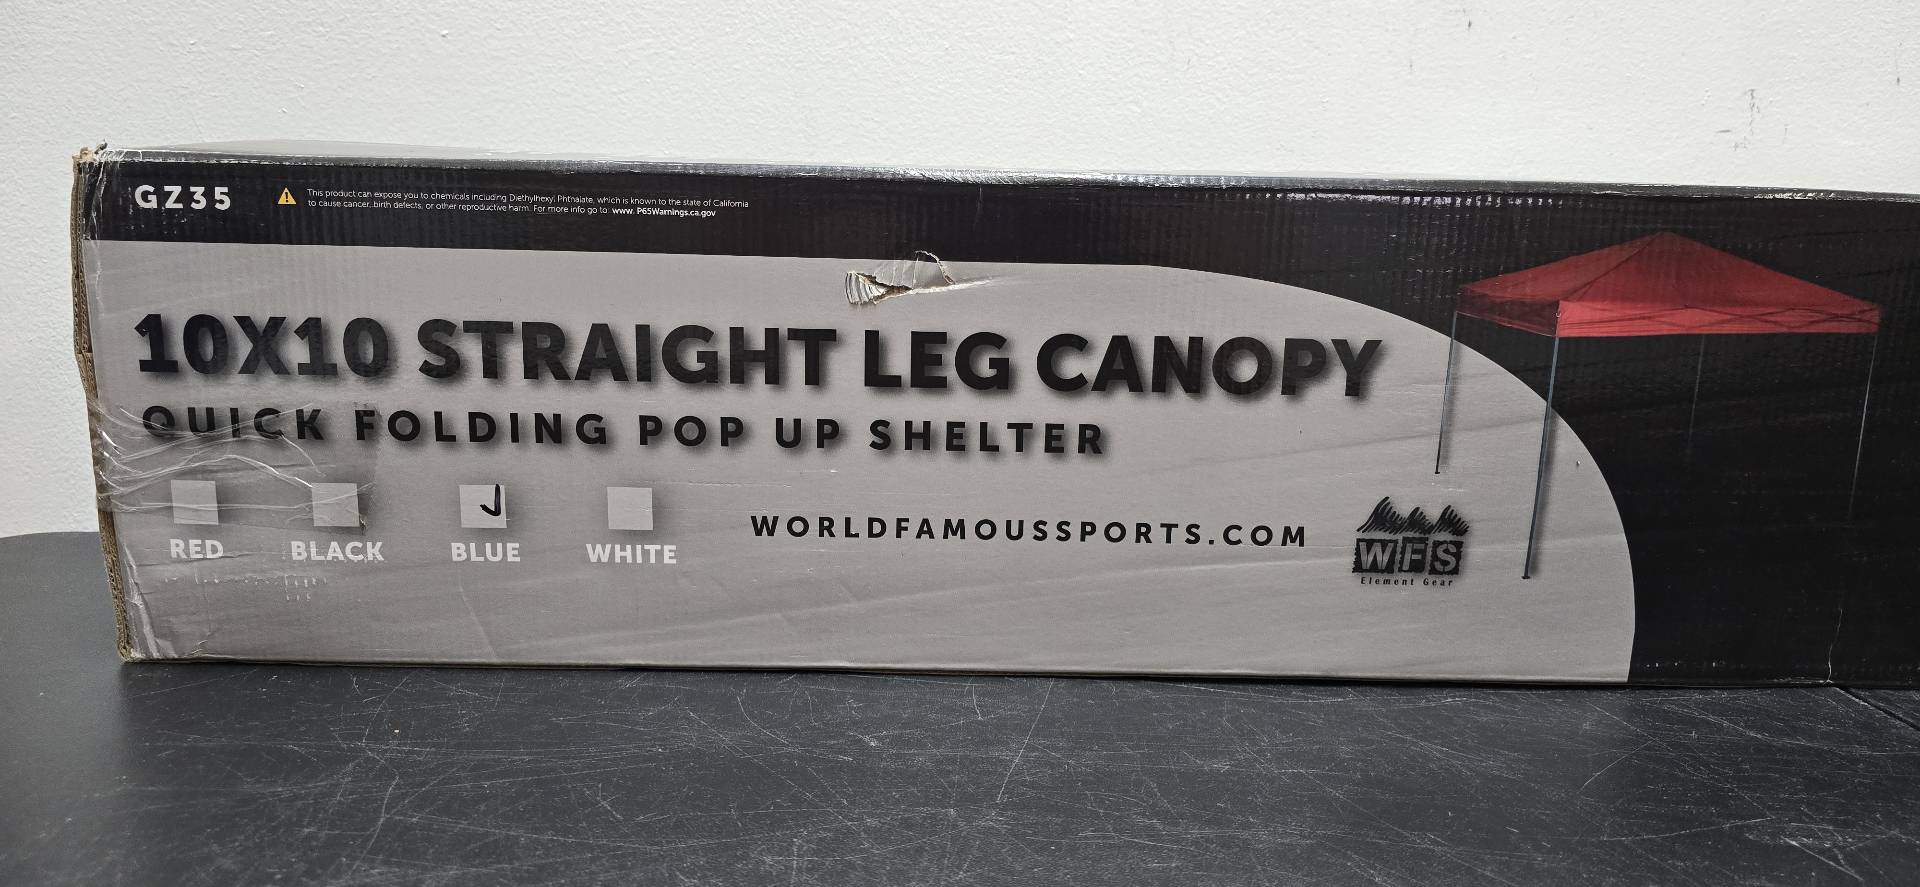 GZ35
This product can expose you to chemicals including Diethylhexyl Phthalate, which is known to the state of California
to cause cancer, birth defects, or other reproductive harm. For more info go to: www. P65Warnings.ca.gov
10X10 STRAIGHT LEG CANOPY
QUICK FOLDING POP UP SHELTER
RED BLACK BLUE WHITE
WORLDFAMOUSSPORTS.COM
WFS
Element Gear